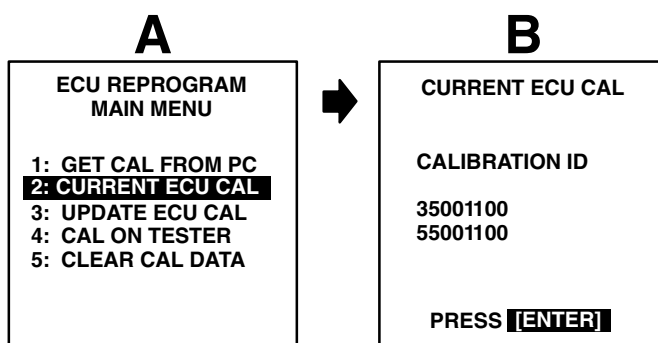 A
ECU REPROGRAM
MAIN MENU
1: GET CAL FROM PC
2: CURRENT ECU CAL
3: UPDATE ECU CAL
4: CAL ON TESTER
5: CLEAR CAL DATA
B
CURRENT ECU CAL
CALIBRATION ID
35001100
55001100
PRESS [ENTER]